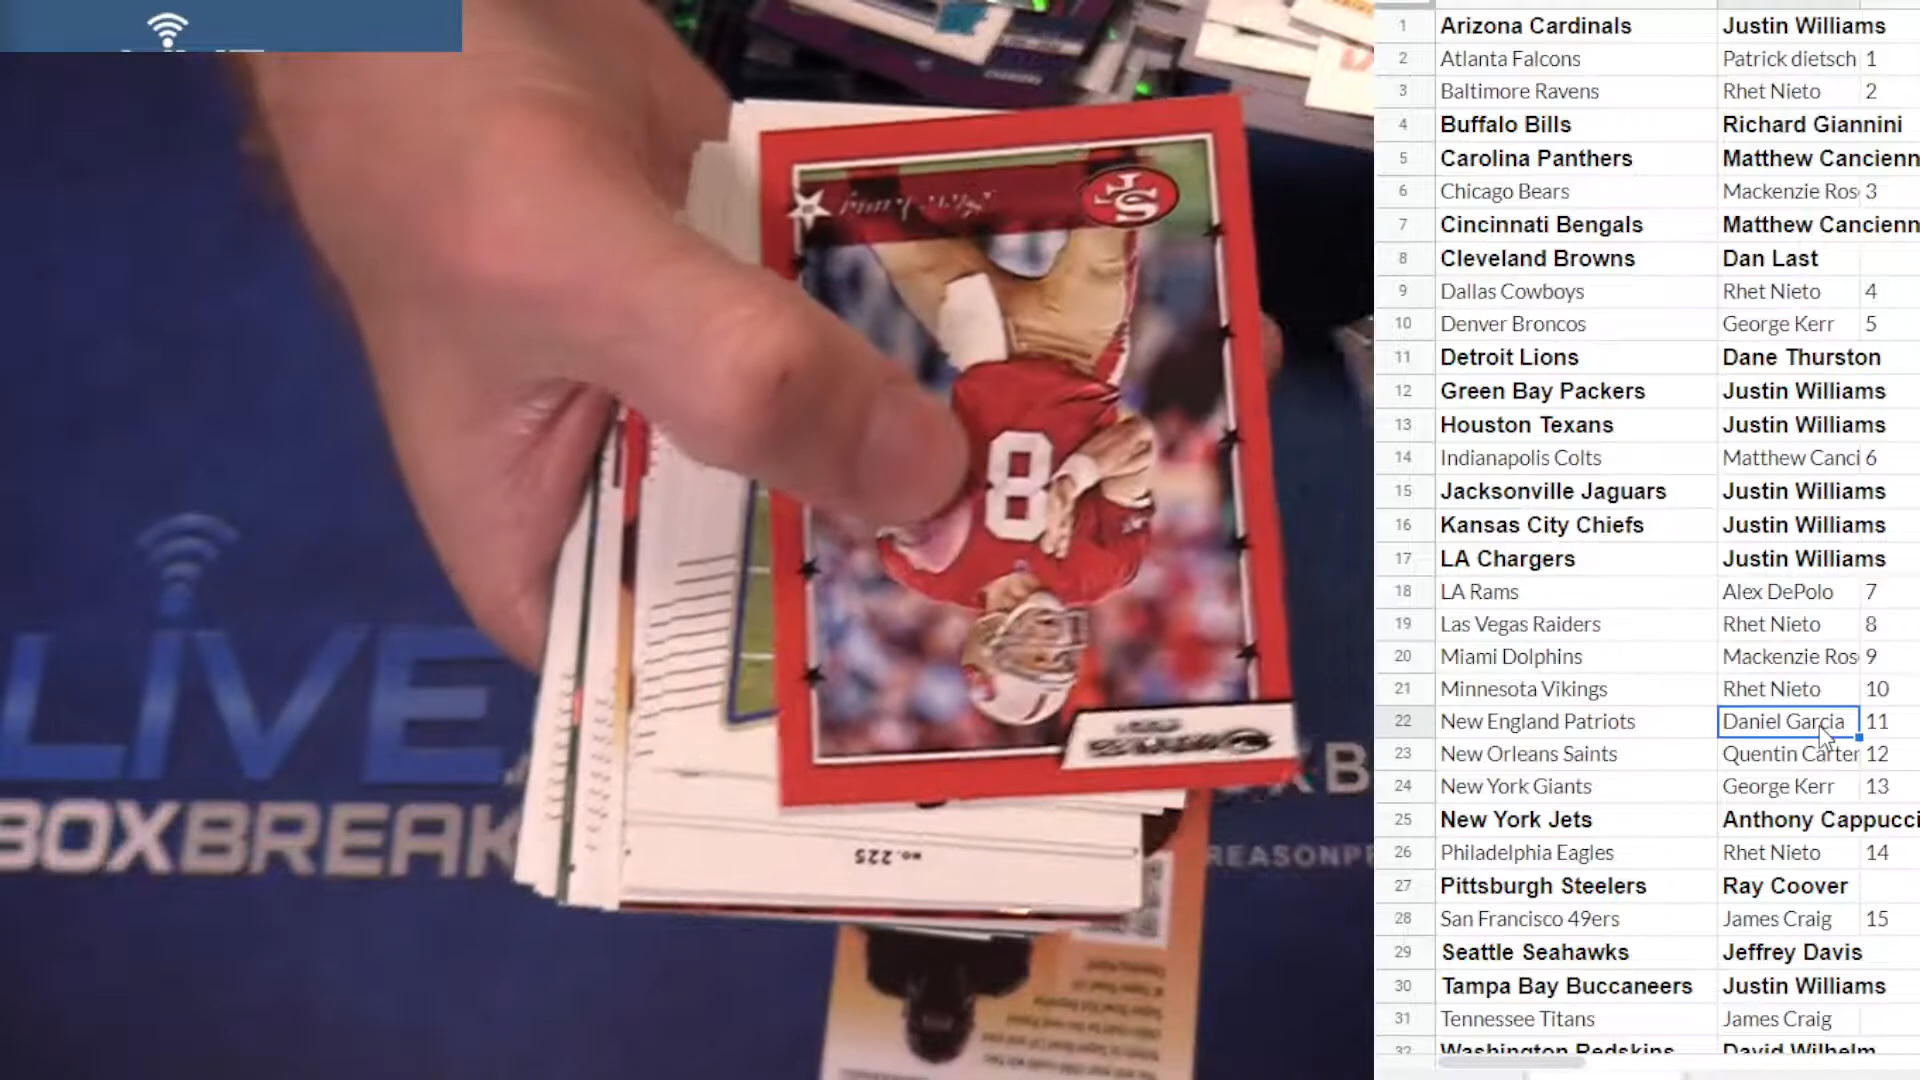 LIVE
BOXBREAK
XB
REASONPR
8
no.225
CHARGERS
1 Arizona Cardinals Justin Williams
2 Atlanta Falcons Patrick dietsch 1
3 Baltimore Ravens Rhet Nieto 2
4 Buffalo Bills Richard Giannini
5 Carolina Panthers Matthew Cancienn
6 Chicago Bears Mackenzie Ros 3
7 Cincinnati Bengals Matthew Cancienn
8 Cleveland Browns Dan Last
9 Dallas Cowboys Rhet Nieto 4
10 Denver Broncos George Kerr 5
11 Detroit Lions Dane Thurston
12 Green Bay Packers Justin Williams
13 Houston Texans Justin Williams
14 Indianapolis Colts Matthew Canci 6
15 Jacksonville Jaguars Justin Williams
16 Kansas City Chiefs Justin Williams
17 LA Chargers Justin Williams
18 LA Rams Alex DePolo 7
19 Las Vegas Raiders Rhet Nieto 8
20 Miami Dolphins Mackenzie Ros 9
21 Minnesota Vikings Rhet Nieto 10
22 New England Patriots Daniel Garcia 11
23 New Orleans Saints Quentin Carter 12
24 New York Giants George Kerr 13
25 New York Jets Anthony Cappucci
26 Philadelphia Eagles Rhet Nieto 14
27 Pittsburgh Steelers Ray Coover
28 San Francisco 49ers James Craig 15
29 Seattle Seahawks Jeffrey Davis
30 Tampa Bay Buccaneers Justin Williams
31 Tennessee Titans James Craig
32 Washington Redskins David Wilhelm